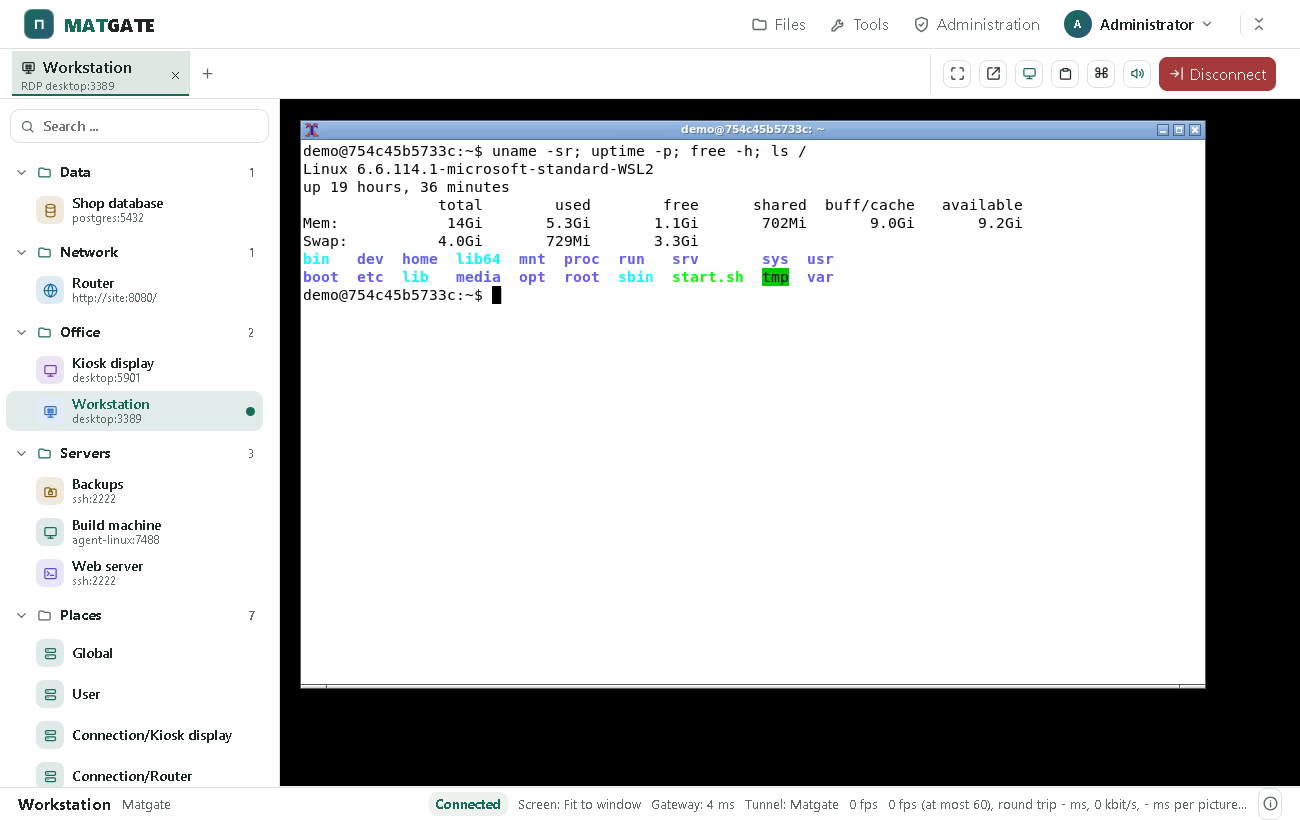 П MATGATE Files Tools Administration A Administrator
Workstation
RDP desktop:3389
Disconnect
Search ...
Data 1
Shop database
postgres:5432
Network 1
Router
http://site:8080/
Office 2
Kiosk display
desktop:5901
Workstation
desktop:3389
Servers 3
Backups
ssh:2222
Build machine
agent-linux:7488
Web server
ssh:2222
Places 7
Global
User
Connection/Kiosk display
Connection/Router
demo@754c45b5733c: ~
demo@754c45b5733c:~$ uname -sr; uptime -p; free -h; ls /
Linux 6.6.114.1-microsoft-standard-WSL2
up 19 hours, 36 minutes
total used free shared buff/cache available
Mem: 14Gi 5.3Gi 1.1Gi 702Mi 9.0Gi 9.2Gi
Swap: 4.0Gi 729Mi 3.3Gi
bin dev home lib64 mnt proc run srv sys usr
boot etc lib media opt root sbin start.sh tmp var
demo@754c45b5733c:~$
Workstation Matgate Connected Screen: Fit to window Gateway: 4 ms Tunnel: Matgate 0 fps 0 fps (at most 60), round trip - ms, 0 kbit/s, - ms per picture...